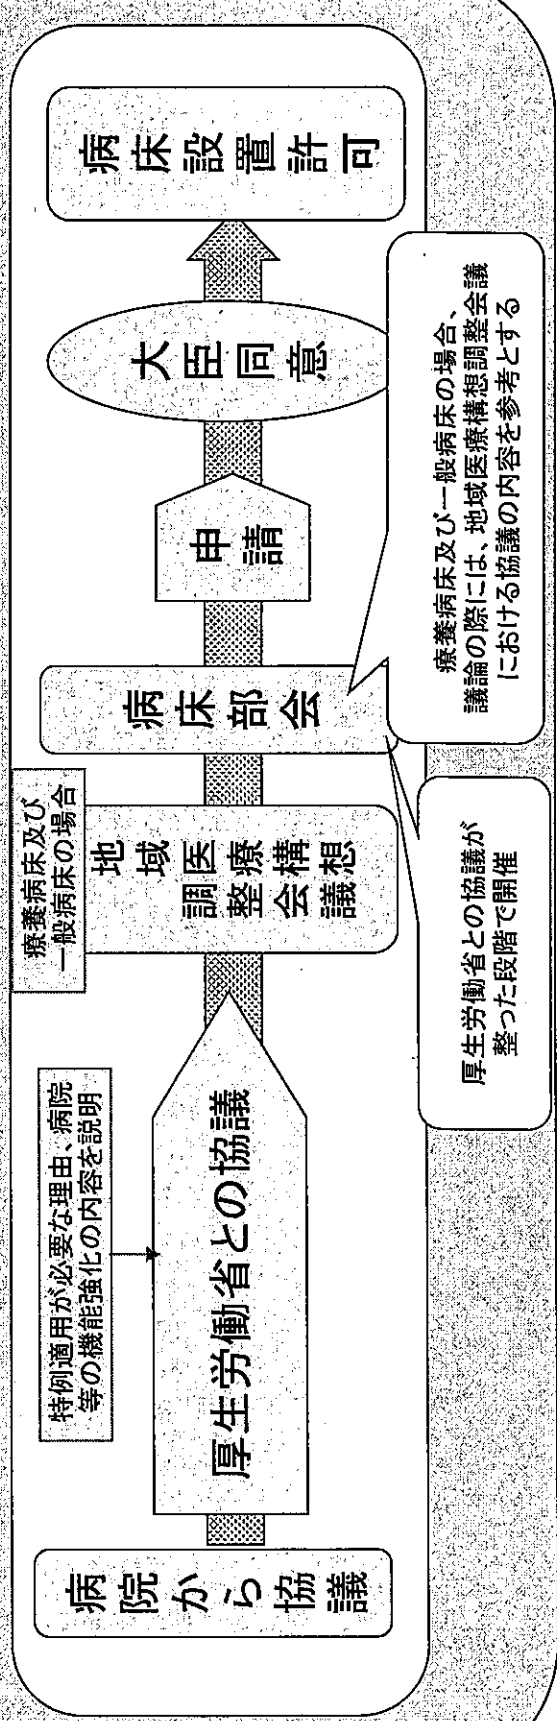 病院から協議
特例適用が必要な理由、病院
等の機能強化の内容を説明
厚生労働省との協議
療養病床及び
一般病床の場合
地域医療構想
調整会議
病床部会
厚生労働省との協議が
整った段階で開催
療養病床及び一般病床の場合、
議論の際には、地域医療構想調整会議
における協議の内容を参考とする
申請
大臣同意
病床設置許可